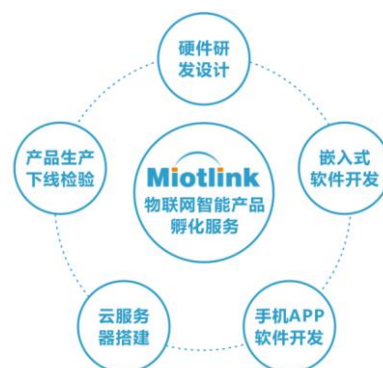 硬件研
发设计
产品生产
下线检验
嵌入式
软件开发
Miotlink
物联网智能产品
孵化服务
云服务
器搭建
手机APP
软件开发